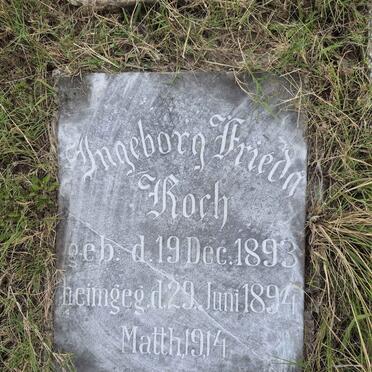 Ingeborg Frieda
Koch
geb. d. 19 Dec. 1893
heimgeg. d. 29. Juni 1894
Matth. 19, 14